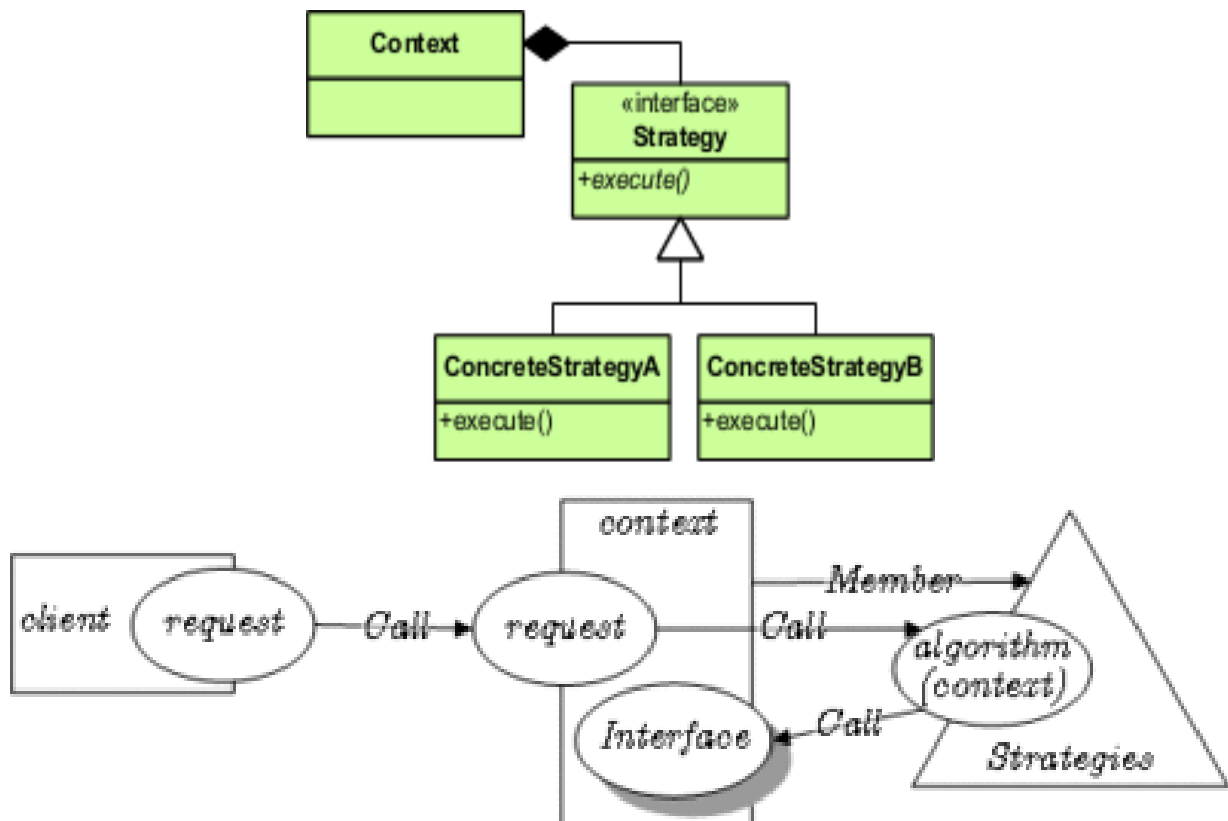 Context
«interface»
Strategy
+execute()
ConcreteStrategyA
+execute()
ConcreteStrategyB
+execute()
client
request
Call
context
request
Interface
Member
Call
Call
algorithm
(context)
Strategies